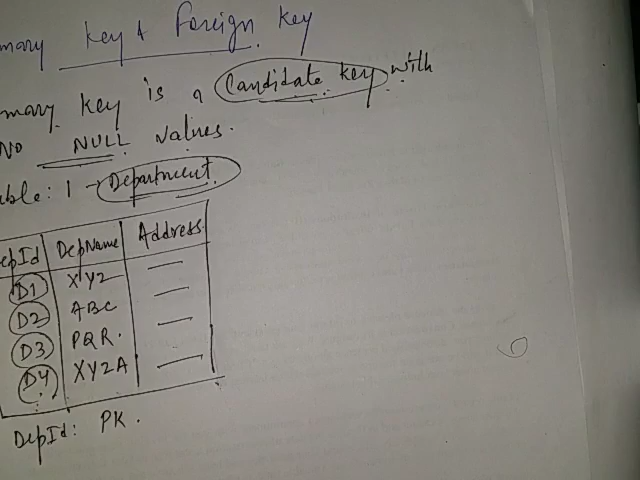 mary key & Foreign key
mary key is a Candidate key with
No NULL values.
ble: 1 - Department
epId DepName Address
D1 XYZ
D2 ABC
D3 PQR.
D4 XYZA
DepId: PK.